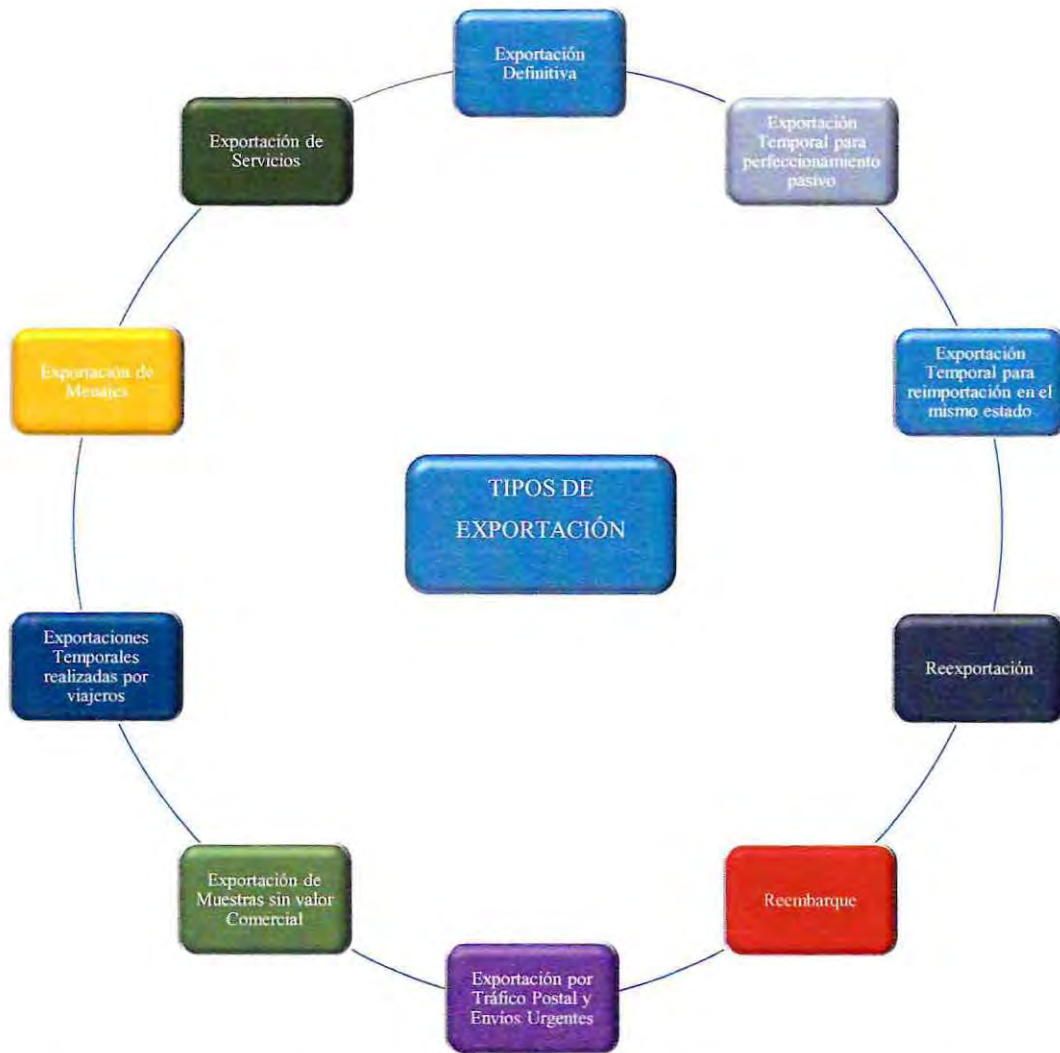 Exportación
Definitiva
Exportación
Temporal para
perfeccionamiento
pasivo
Exportación
Temporal para
reimportación en el
mismo estado
Reexportación
Reembarque
Exportación por
Tráfico Postal y
Envíos Urgentes
Exportación de
Muestras sin valor
Comercial
Exportaciones
Temporales
realizadas por
viajeros
Exportación de
Menajes
Exportación de
Servicios
TIPOS DE
EXPORTACIÓN